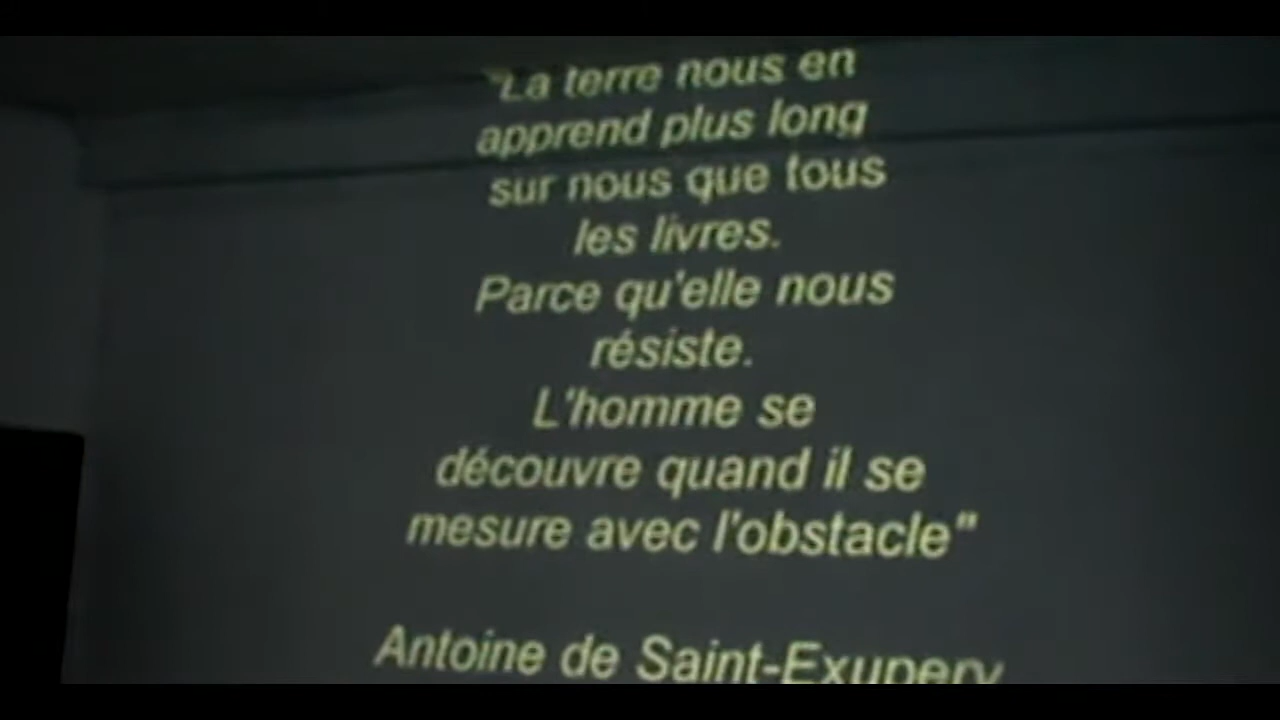 "La terre nous en
apprend plus long
sur nous que tous
les livres.
Parce qu'elle nous
résiste.
L'homme se
découvre quand il se
mesure avec l'obstacle"
Antoine de Saint-Exupery